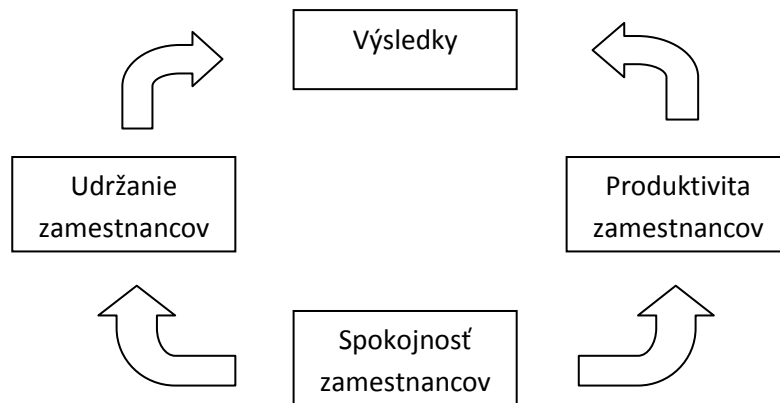 Výsledky
Udržanie
zamestnancov
Produktivita
zamestnancov
Spokojnosť
zamestnancov